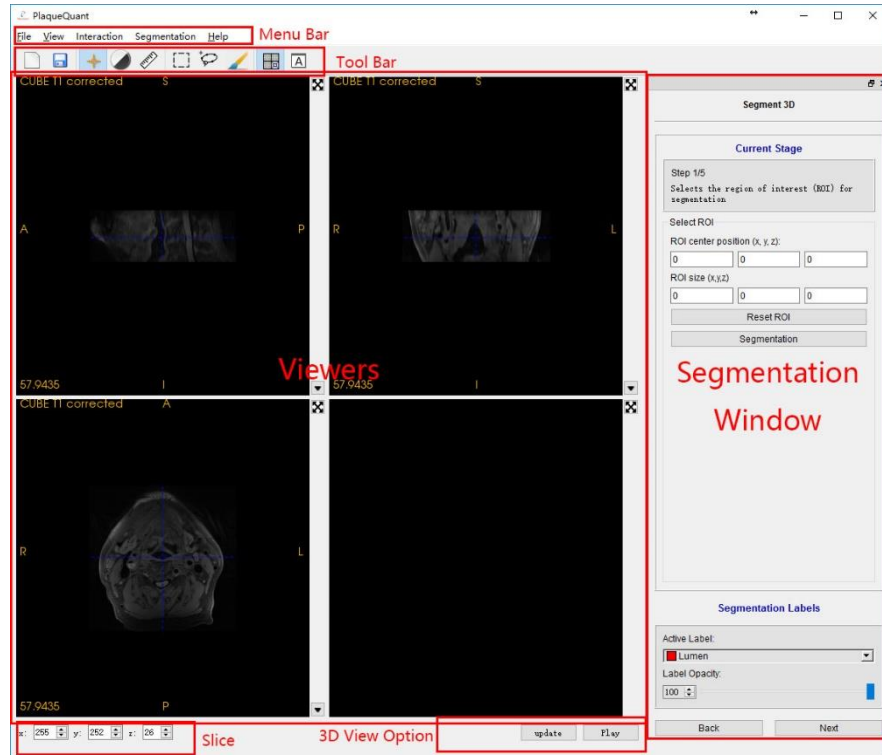 PlaqueQuant
File View Interaction Segmentation Help
Menu Bar
A
Tool Bar
CUBE T1 corrected S
CUBE T1 corrected S
A P
R L
57.9435 I
57.9435 I
Viewers
CUBE T1 corrected A
R L
57.9435 P
Segment 3D
Current Stage
Step 1/5
Selects the region of interest (ROI) for
segmentation
Select ROI
ROI center position (x, y, z):
0 0 0
ROI size (x,y,z)
0 0 0
Reset ROI
Segmentation
Segmentation
Window
Segmentation Labels
Active Label:
Lumen
Label Opacity:
100
Back Next
x: 255 y: 252 z: 26
Slice
3D View Option
update Play